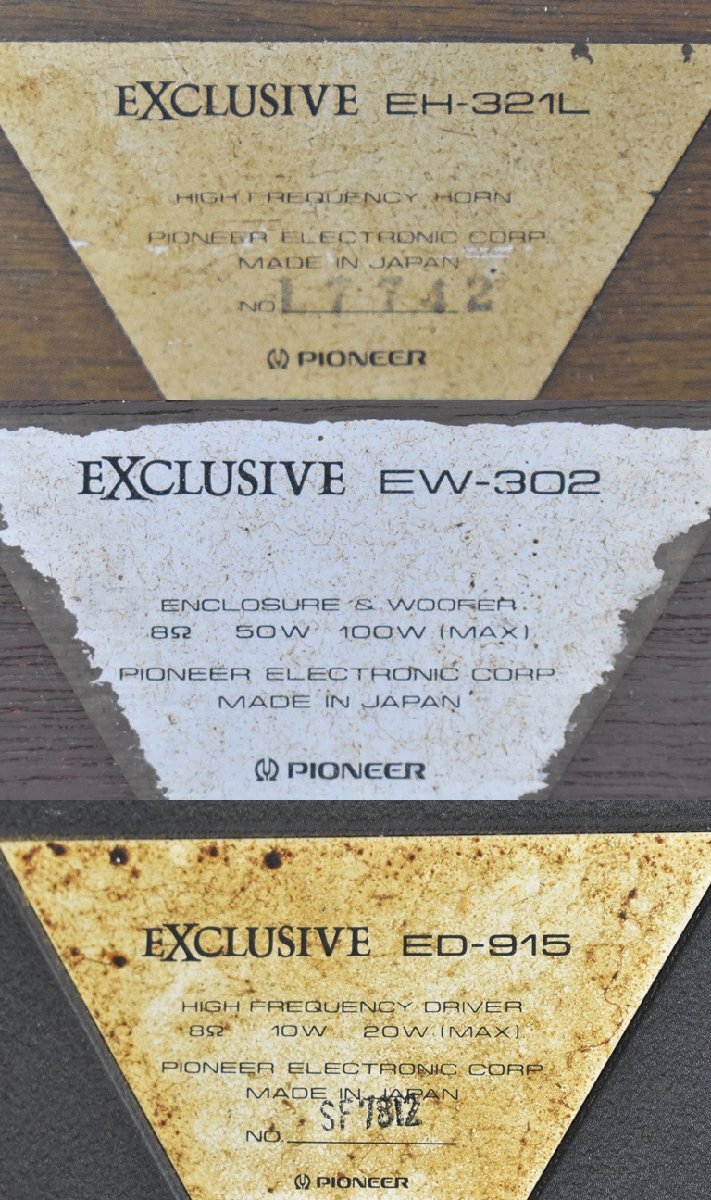 EXCLUSIVE EH-321L
HIGH FREQUENCY HORN
PIONEER ELECTRONIC CORP
MADE IN JAPAN
NO. L7742
PIONEER
EXCLUSIVE EW-302
ENCLOSURE & WOOFER
8Ω 50W 100W (MAX)
PIONEER ELECTRONIC CORP
MADE IN JAPAN
PIONEER
EXCLUSIVE ED-915
HIGH FREQUENCY DRIVER
8Ω 10W 20W (MAX)
PIONEER ELECTRONIC CORP
MADE IN JAPAN
NO. SF7812
PIONEER